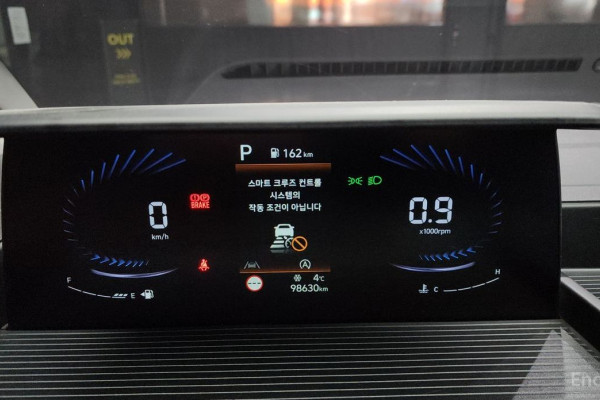 OUT
P 162 km
스마트 크루즈 컨트롤
시스템의
작동 조건이 아닙니다
0
km/h
BRAKE
0.9
x1000rpm
F
E
A
4℃
98630km
C
H
Enc